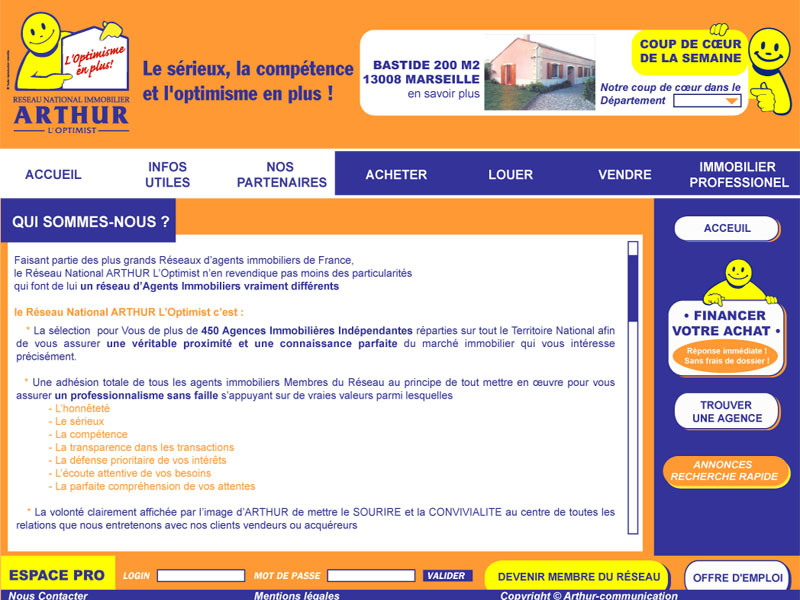 L'Optimisme
en plus!
RESEAU NATIONAL IMMOBILIER
ARTHUR
L'OPTIMIST
Le sérieux, la compétence
et l'optimisme en plus !
BASTIDE 200 M2
13008 MARSEILLE
en savoir plus
COUP DE CŒUR
DE LA SEMAINE
Notre coup de cœur dans le
Département
ACCUEIL
INFOS
UTILES
NOS
PARTENAIRES
ACHETER
LOUER
VENDRE
IMMOBILIER
PROFESSIONEL
QUI SOMMES-NOUS ?
Faisant partie des plus grands Réseaux d'agents immobiliers de France,
le Réseau National ARTHUR L'Optimist n'en revendique pas moins des particularités
qui font de lui un réseau d'Agents Immobiliers vraiment différents
le Réseau National ARTHUR L'Optimist c'est :
* La sélection pour Vous de plus de 450 Agences Immobilières Indépendantes réparties sur tout le Territoire National afin
de vous assurer une véritable proximité et une connaissance parfaite du marché immobilier qui vous intéresse
précisément.
* Une adhésion totale de tous les agents immobiliers Membres du Réseau au principe de tout mettre en œuvre pour vous
assurer un professionnalisme sans faille s'appuyant sur de vraies valeurs parmi lesquelles
- L'honnêteté
- Le sérieux
- La compétence
- La transparence dans les transactions
- La défense prioritaire de vos intérêts
- L'écoute attentive de vos besoins
- La parfaite compréhension de vos attentes
* La volonté clairement affichée par l'image d'ARTHUR de mettre le SOURIRE et la CONVIVIALITE au centre de toutes les
relations que nous entretenons avec nos clients vendeurs ou acquéreurs
ACCEUIL
• FINANCER
VOTRE ACHAT •
Réponse immédiate !
Sans frais de dossier !
TROUVER
UNE AGENCE
ANNONCES
RECHERCHE RAPIDE
ESPACE PRO
LOGIN
MOT DE PASSE
VALIDER
DEVENIR MEMBRE DU RÉSEAU
OFFRE D'EMPLOI
Nous Contacter
Mentions légales
Copyright © Arthur-communication